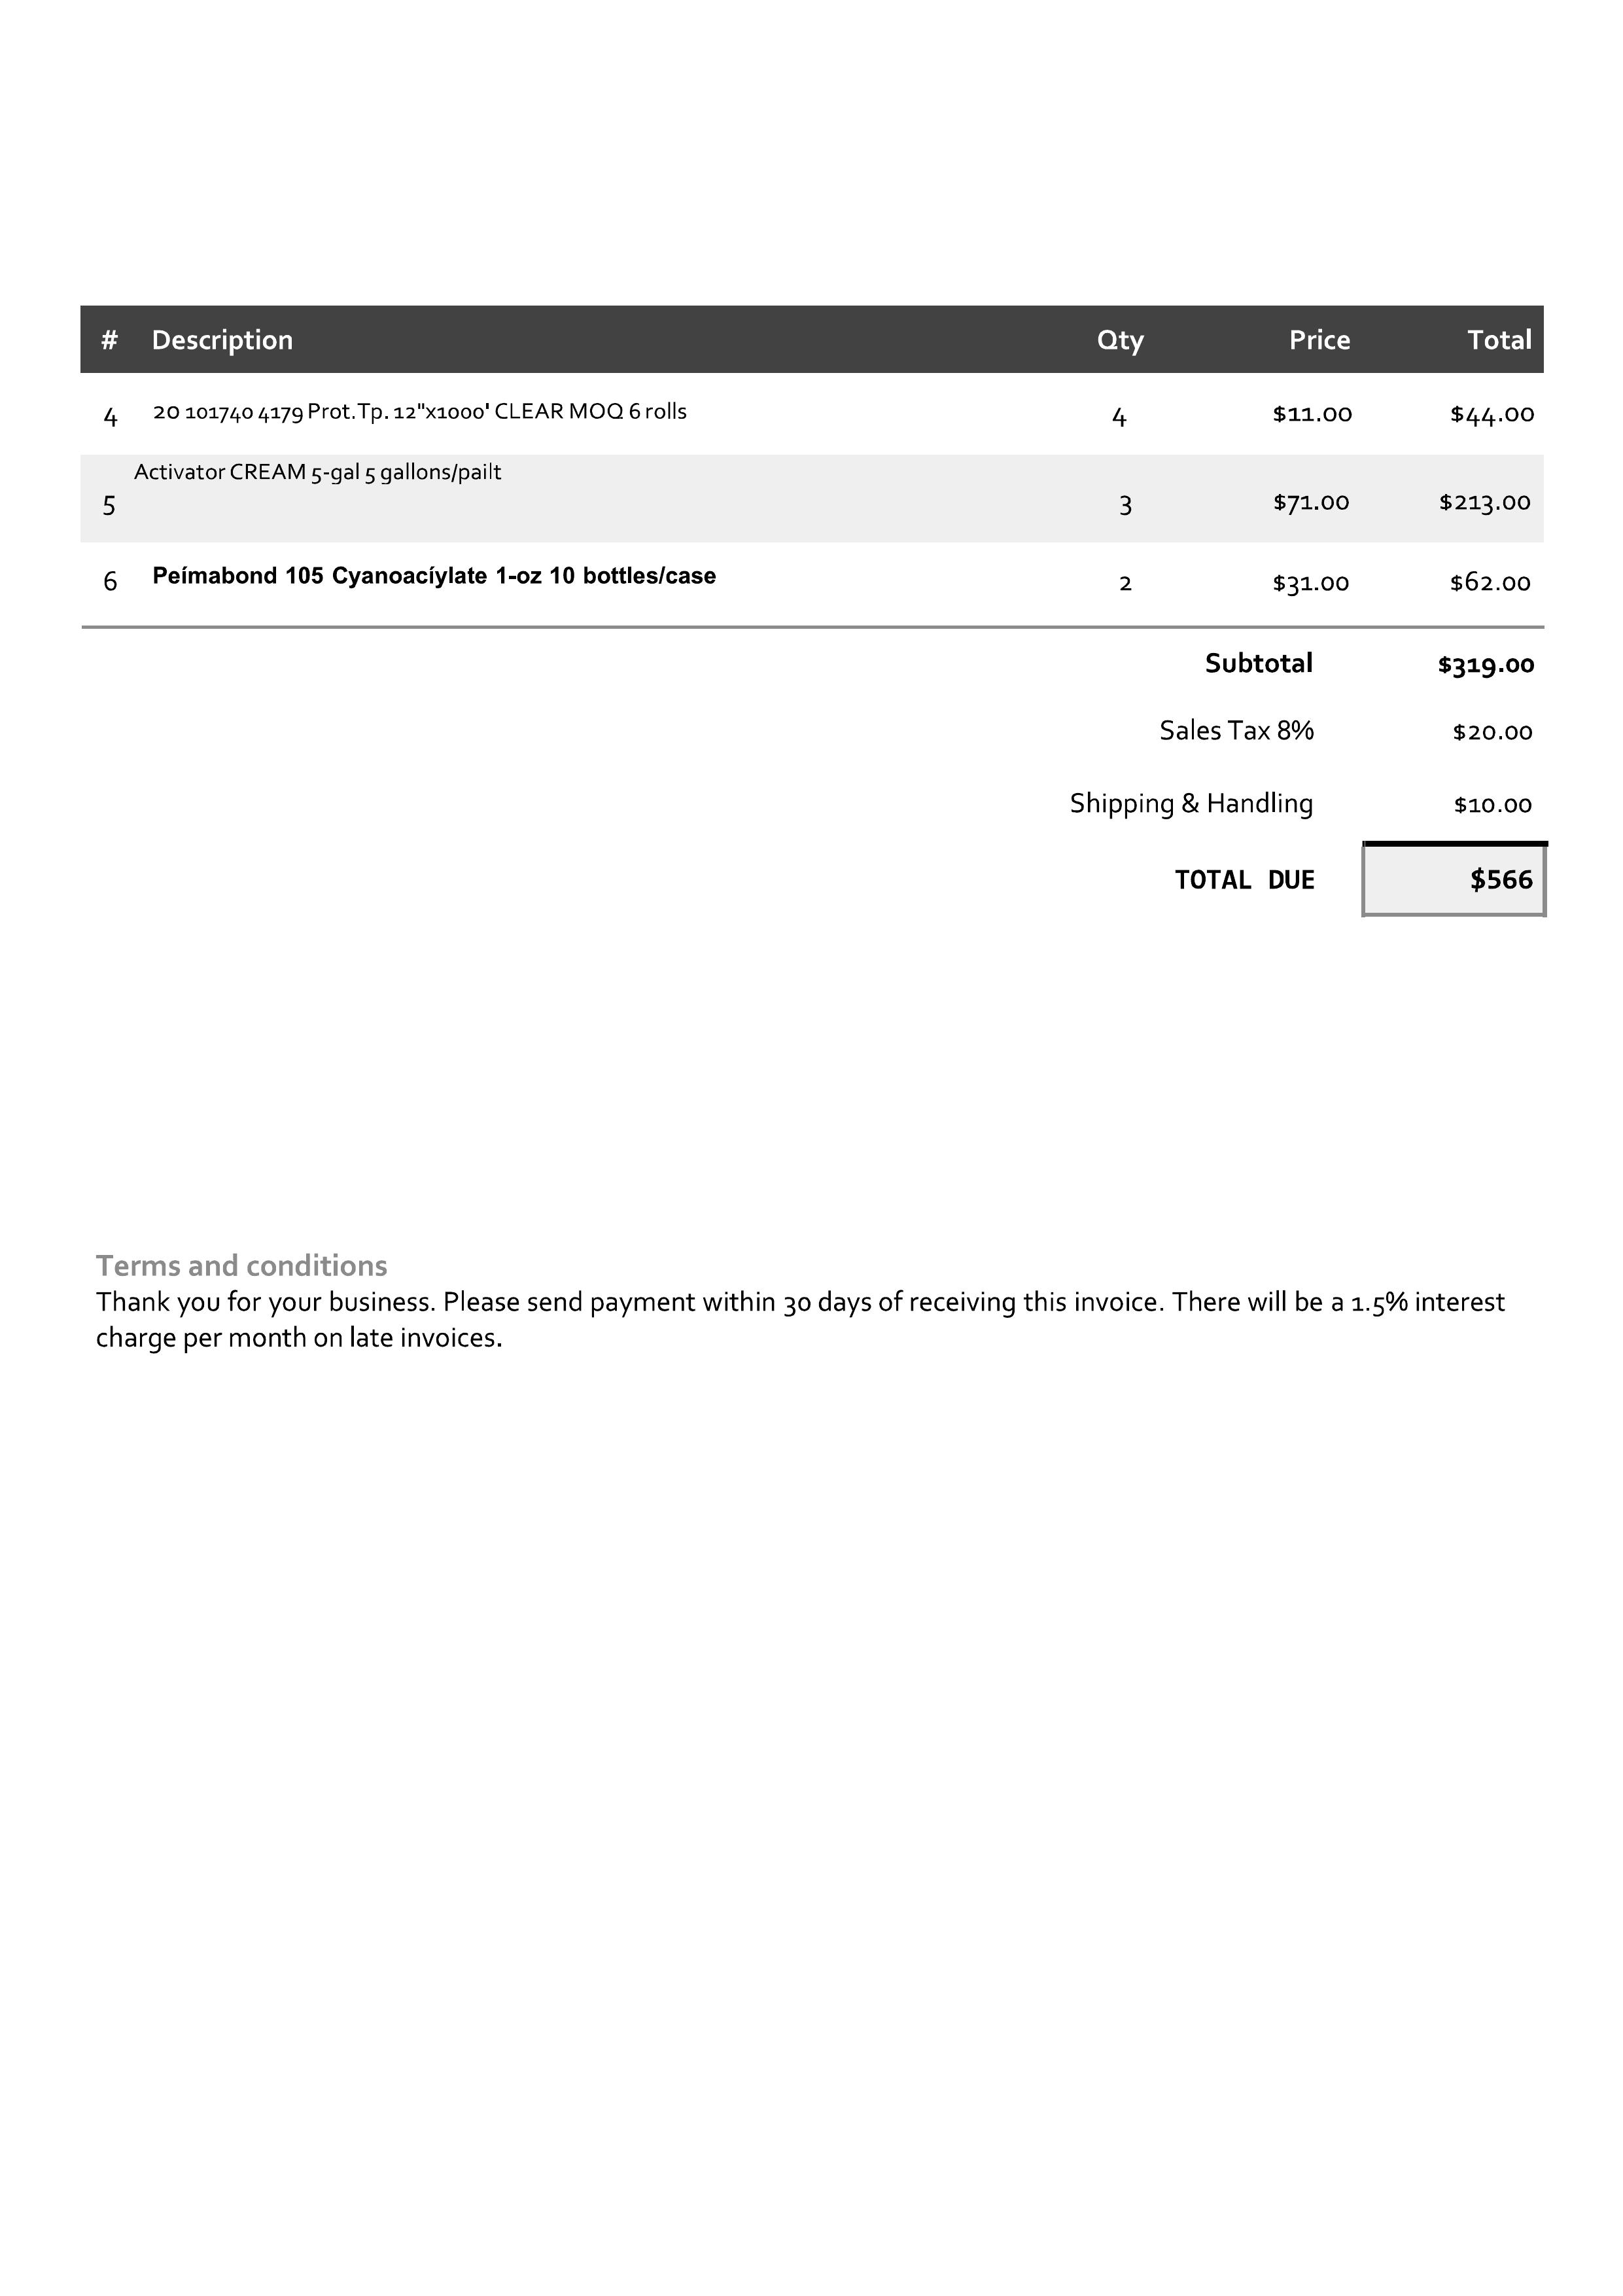 # Description Qty Price Total
4 20 101740 4179 Prot.Tp. 12"x1000' CLEAR MOQ 6 rolls 4 $11.00 $44.00
Activator CREAM 5-gal 5 gallons/pailt
5 3 $71.00 $213.00
6 Peímabond 105 Cyanoacíylate 1-oz 10 bottles/case 2 $31.00 $62.00
Subtotal $319.00
Sales Tax 8% $20.00
Shipping & Handling $10.00
TOTAL DUE $566
Terms and conditions
Thank you for your business. Please send payment within 30 days of receiving this invoice. There will be a 1.5% interest
charge per month on late invoices.